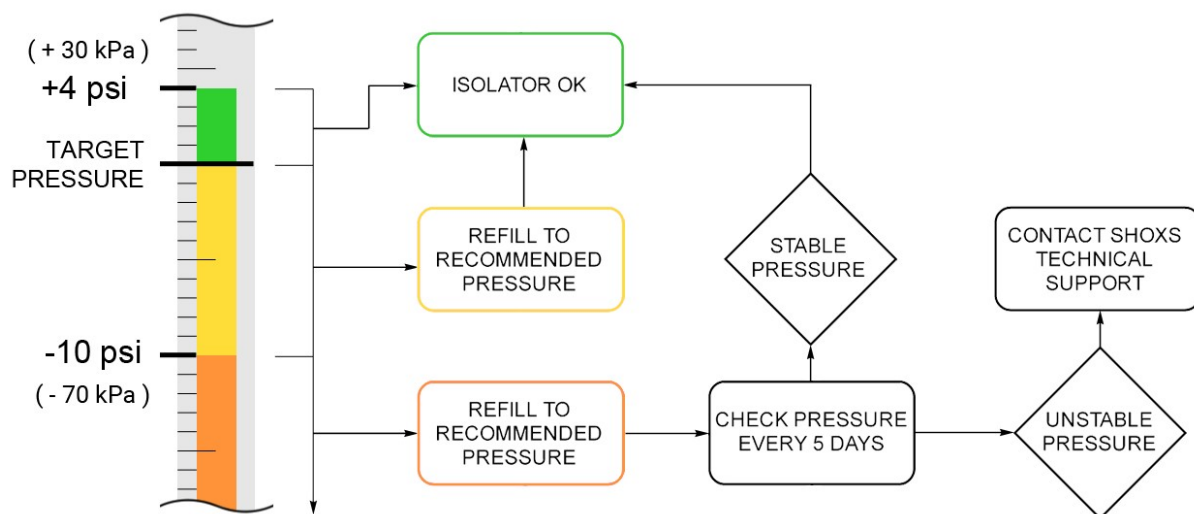 ( + 30 kPa )
+4 psi
TARGET
PRESSURE
-10 psi
( - 70 kPa )
ISOLATOR OK
REFILL TO
RECOMMENDED
PRESSURE
STABLE
PRESSURE
CONTACT SHOXS
TECHNICAL
SUPPORT
REFILL TO
RECOMMENDED
PRESSURE
CHECK PRESSURE
EVERY 5 DAYS
UNSTABLE
PRESSURE